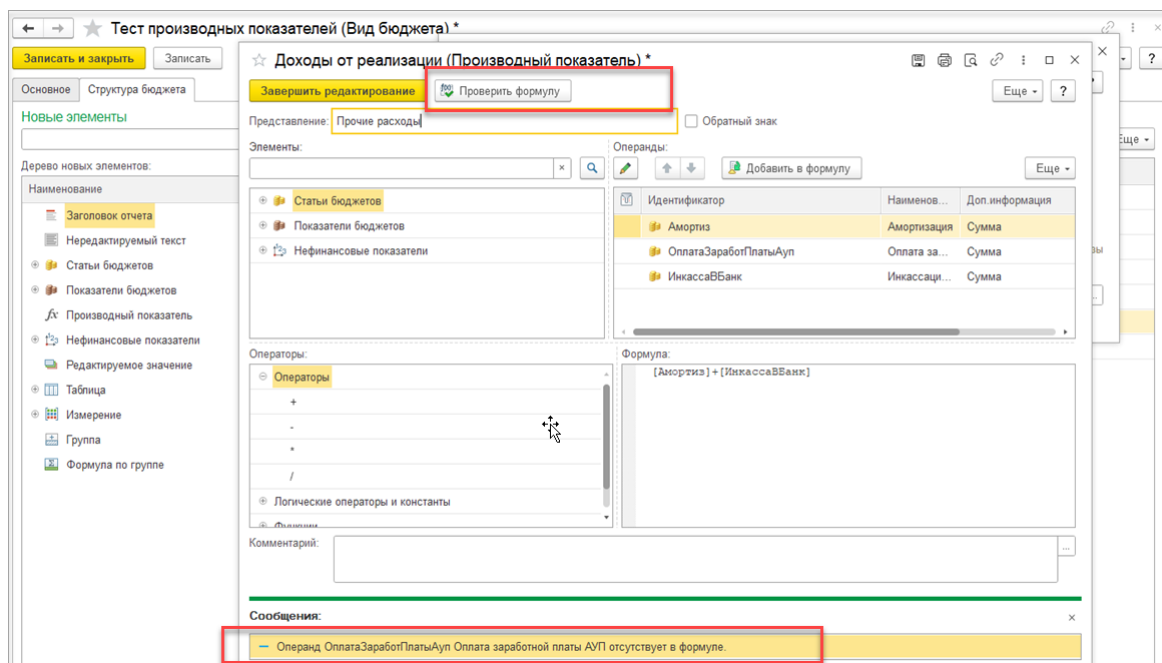 Тест производных показателей (Вид бюджета) *
Записать и закрыть
Записать
?
Основное
Структура бюджета
Новые элементы
Еще
Дерево новых элементов:
Наименование
Заголовок отчета
Нередактируемый текст
Статьи бюджетов
Показатели бюджетов
fx Производный показатель
Нефинансовые показатели
Редактируемое значение
Таблица
Измерение
Группа
Формула по группе
Доходы от реализации (Производный показатель) *
Завершить редактирование
Проверить формулу
Еще
?
Представление: Прочие расходы
Обратный знак
Элементы:
Статьи бюджетов
Показатели бюджетов
Нефинансовые показатели
Операнды:
Добавить в формулу
Еще
Идентификатор
Наименов...
Доп.информация
Амортиз
Амортизация
Сумма
ОплатаЗаработПлатыАуп
Оплата за...
Сумма
ИнкассаВБанк
Инкассаци...
Сумма
Операторы:
Операторы
+
-
*
/
Логические операторы и константы
Функции
Формула:
[Амортиз]+[ИнкассаВБанк]
Комментарий:
...
Сообщения:
– Операнд ОплатаЗаработПлатыАуп Оплата заработной платы АУП отсутствует в формуле.